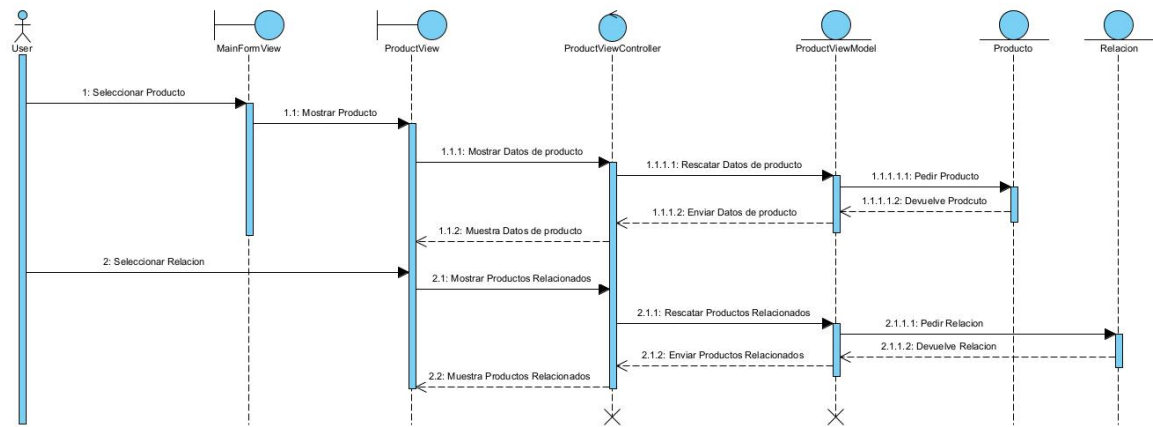 User
MainFormView
ProductView
ProductViewController
ProductViewModel
Producto
Relacion
1: Seleccionar Producto
1.1: Mostrar Producto
1.1.1: Mostrar Datos de producto
1.1.1.1: Rescatar Datos de producto
1.1.1.1.1: Pedir Producto
1.1.1.1.2: Devuelve Prodcuto
1.1.1.2: Enviar Datos de producto
1.1.2: Muestra Datos de producto
2: Seleccionar Relacion
2.1: Mostrar Productos Relacionados
2.1.1: Rescatar Productos Relacionados
2.1.1.1: Pedir Relacion
2.1.1.2: Devuelve Relacion
2.1.2: Enviar Productos Relacionados
2.2: Muestra Productos Relacionados